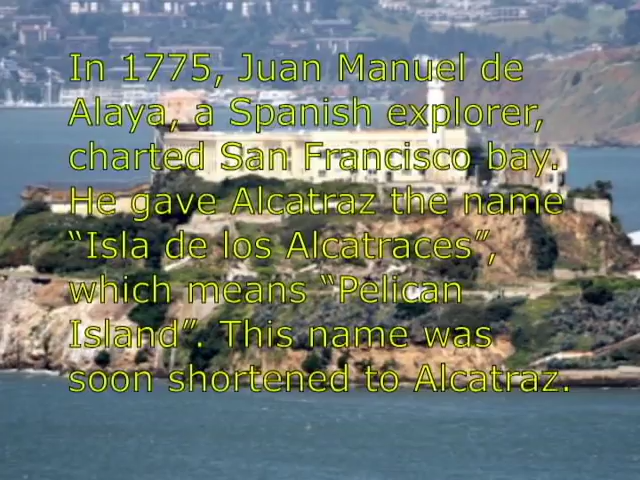 In 1775, Juan Manuel de
Alaya, a Spanish explorer,
charted San Francisco bay.
He gave Alcatraz the name
“Isla de los Alcatraces”,
which means “Pelican
Island”. This name was
soon shortened to Alcatraz.